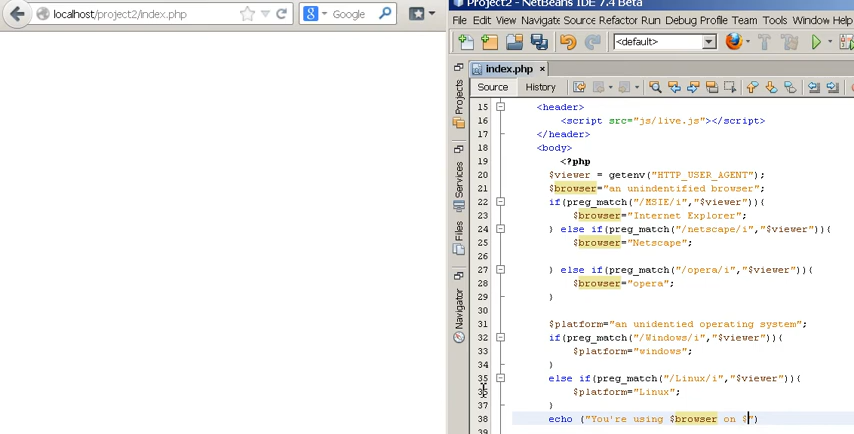 localhost/project2/index.php
Google
Project2 - NetBeans IDE 7.4 Beta
File Edit View Navigate Source Refactor Run Debug Profile Team Tools Window Help
<default>
index.php
Source History
Projects
Services
Files
Navigator
15 <header>
16 <script src="js/live.js"></script>
17 </header>
18 <body>
19 <?php
20 $viewer = getenv("HTTP_USER_AGENT");
21 $browser="an unindentified browser";
22 if(preg_match("/MSIE/i","$viewer")){
23 $browser="Internet Explorer";
24 } else if(preg_match("/netscape/i","$viewer")){
25 $browser="Netscape";
26
27 } else if(preg_match("/opera/i","$viewer")){
28 $browser="opera";
29 }
30
31 $platform="an unidentied operating system";
32 if(preg_match("/Windows/i","$viewer")){
33 $platform="windows";
34 }
35 else if(preg_match("/Linux/i","$viewer")){
36 $platform="Linux";
37 }
38 echo ("You're using $browser on $")
39